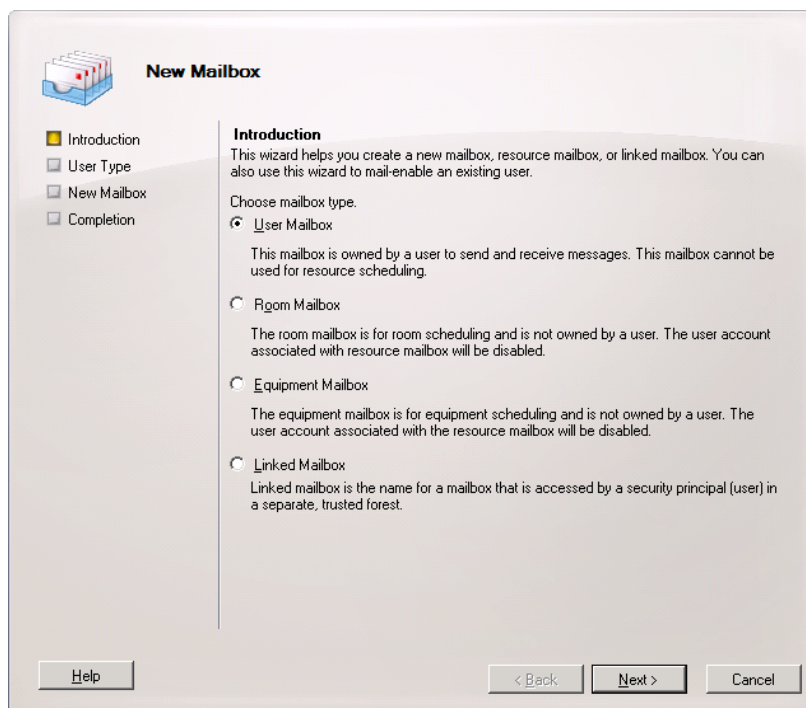 New Mailbox
Introduction
User Type
New Mailbox
Completion
Introduction
This wizard helps you create a new mailbox, resource mailbox, or linked mailbox. You can
also use this wizard to mail-enable an existing user.
Choose mailbox type.
User Mailbox
This mailbox is owned by a user to send and receive messages. This mailbox cannot be
used for resource scheduling.
Room Mailbox
The room mailbox is for room scheduling and is not owned by a user. The user account
associated with resource mailbox will be disabled.
Equipment Mailbox
The equipment mailbox is for equipment scheduling and is not owned by a user. The
user account associated with the resource mailbox will be disabled.
Linked Mailbox
Linked mailbox is the name for a mailbox that is accessed by a security principal (user) in
a separate, trusted forest.
Help
< Back
Next >
Cancel